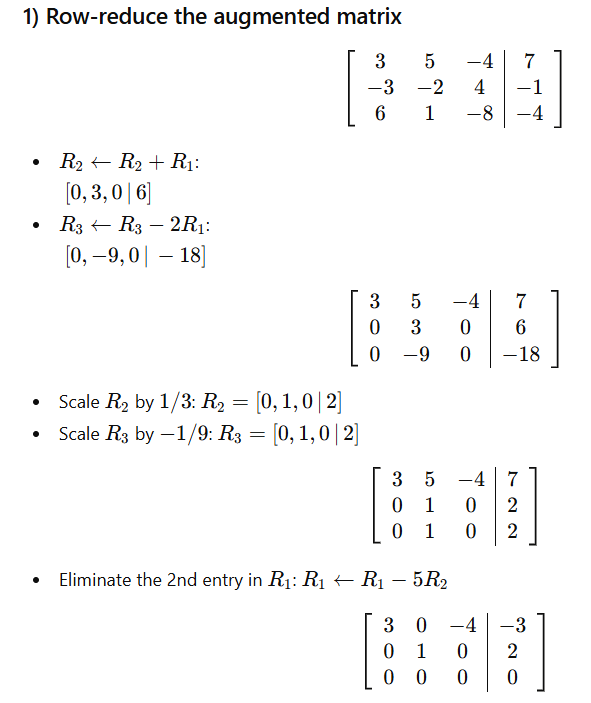 1) Row-reduce the augmented matrix
[ 3 5 −4 | 7 ]
[ −3 −2 4 | −1 ]
[ 6 1 −8 | −4 ]
• R₂ ← R₂ + R₁:
[0, 3, 0 | 6]
• R₃ ← R₃ − 2R₁:
[0, −9, 0 | − 18]
[ 3 5 −4 | 7 ]
[ 0 3 0 | 6 ]
[ 0 −9 0 | −18 ]
• Scale R₂ by 1/3: R₂ = [0, 1, 0 | 2]
• Scale R₃ by −1/9: R₃ = [0, 1, 0 | 2]
[ 3 5 −4 | 7 ]
[ 0 1 0 | 2 ]
[ 0 1 0 | 2 ]
• Eliminate the 2nd entry in R₁: R₁ ← R₁ − 5R₂
[ 3 0 −4 | −3 ]
[ 0 1 0 | 2 ]
[ 0 0 0 | 0 ]